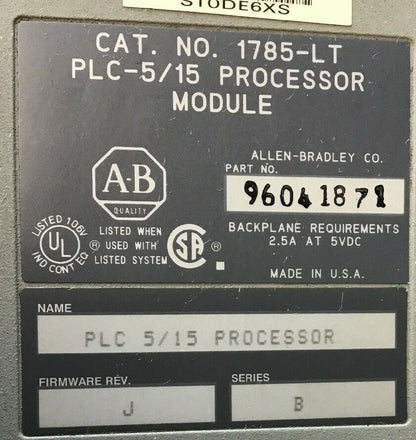 S10DE6XS
CAT. NO. 1785-LT
PLC-5/15 PROCESSOR
MODULE
A-B
QUALITY
ALLEN-BRADLEY CO.
PART NO.
96041871
LISTED 106V
UL
IND CONT EQ
®
LISTED WHEN
USED WITH
LISTED SYSTEM
®
SA
BACKPLANE REQUIREMENTS
2.5A AT 5VDC
MADE IN U.S.A.
NAME
PLC 5/15 PROCESSOR
FIRMWARE REV.
J
SERIES
B